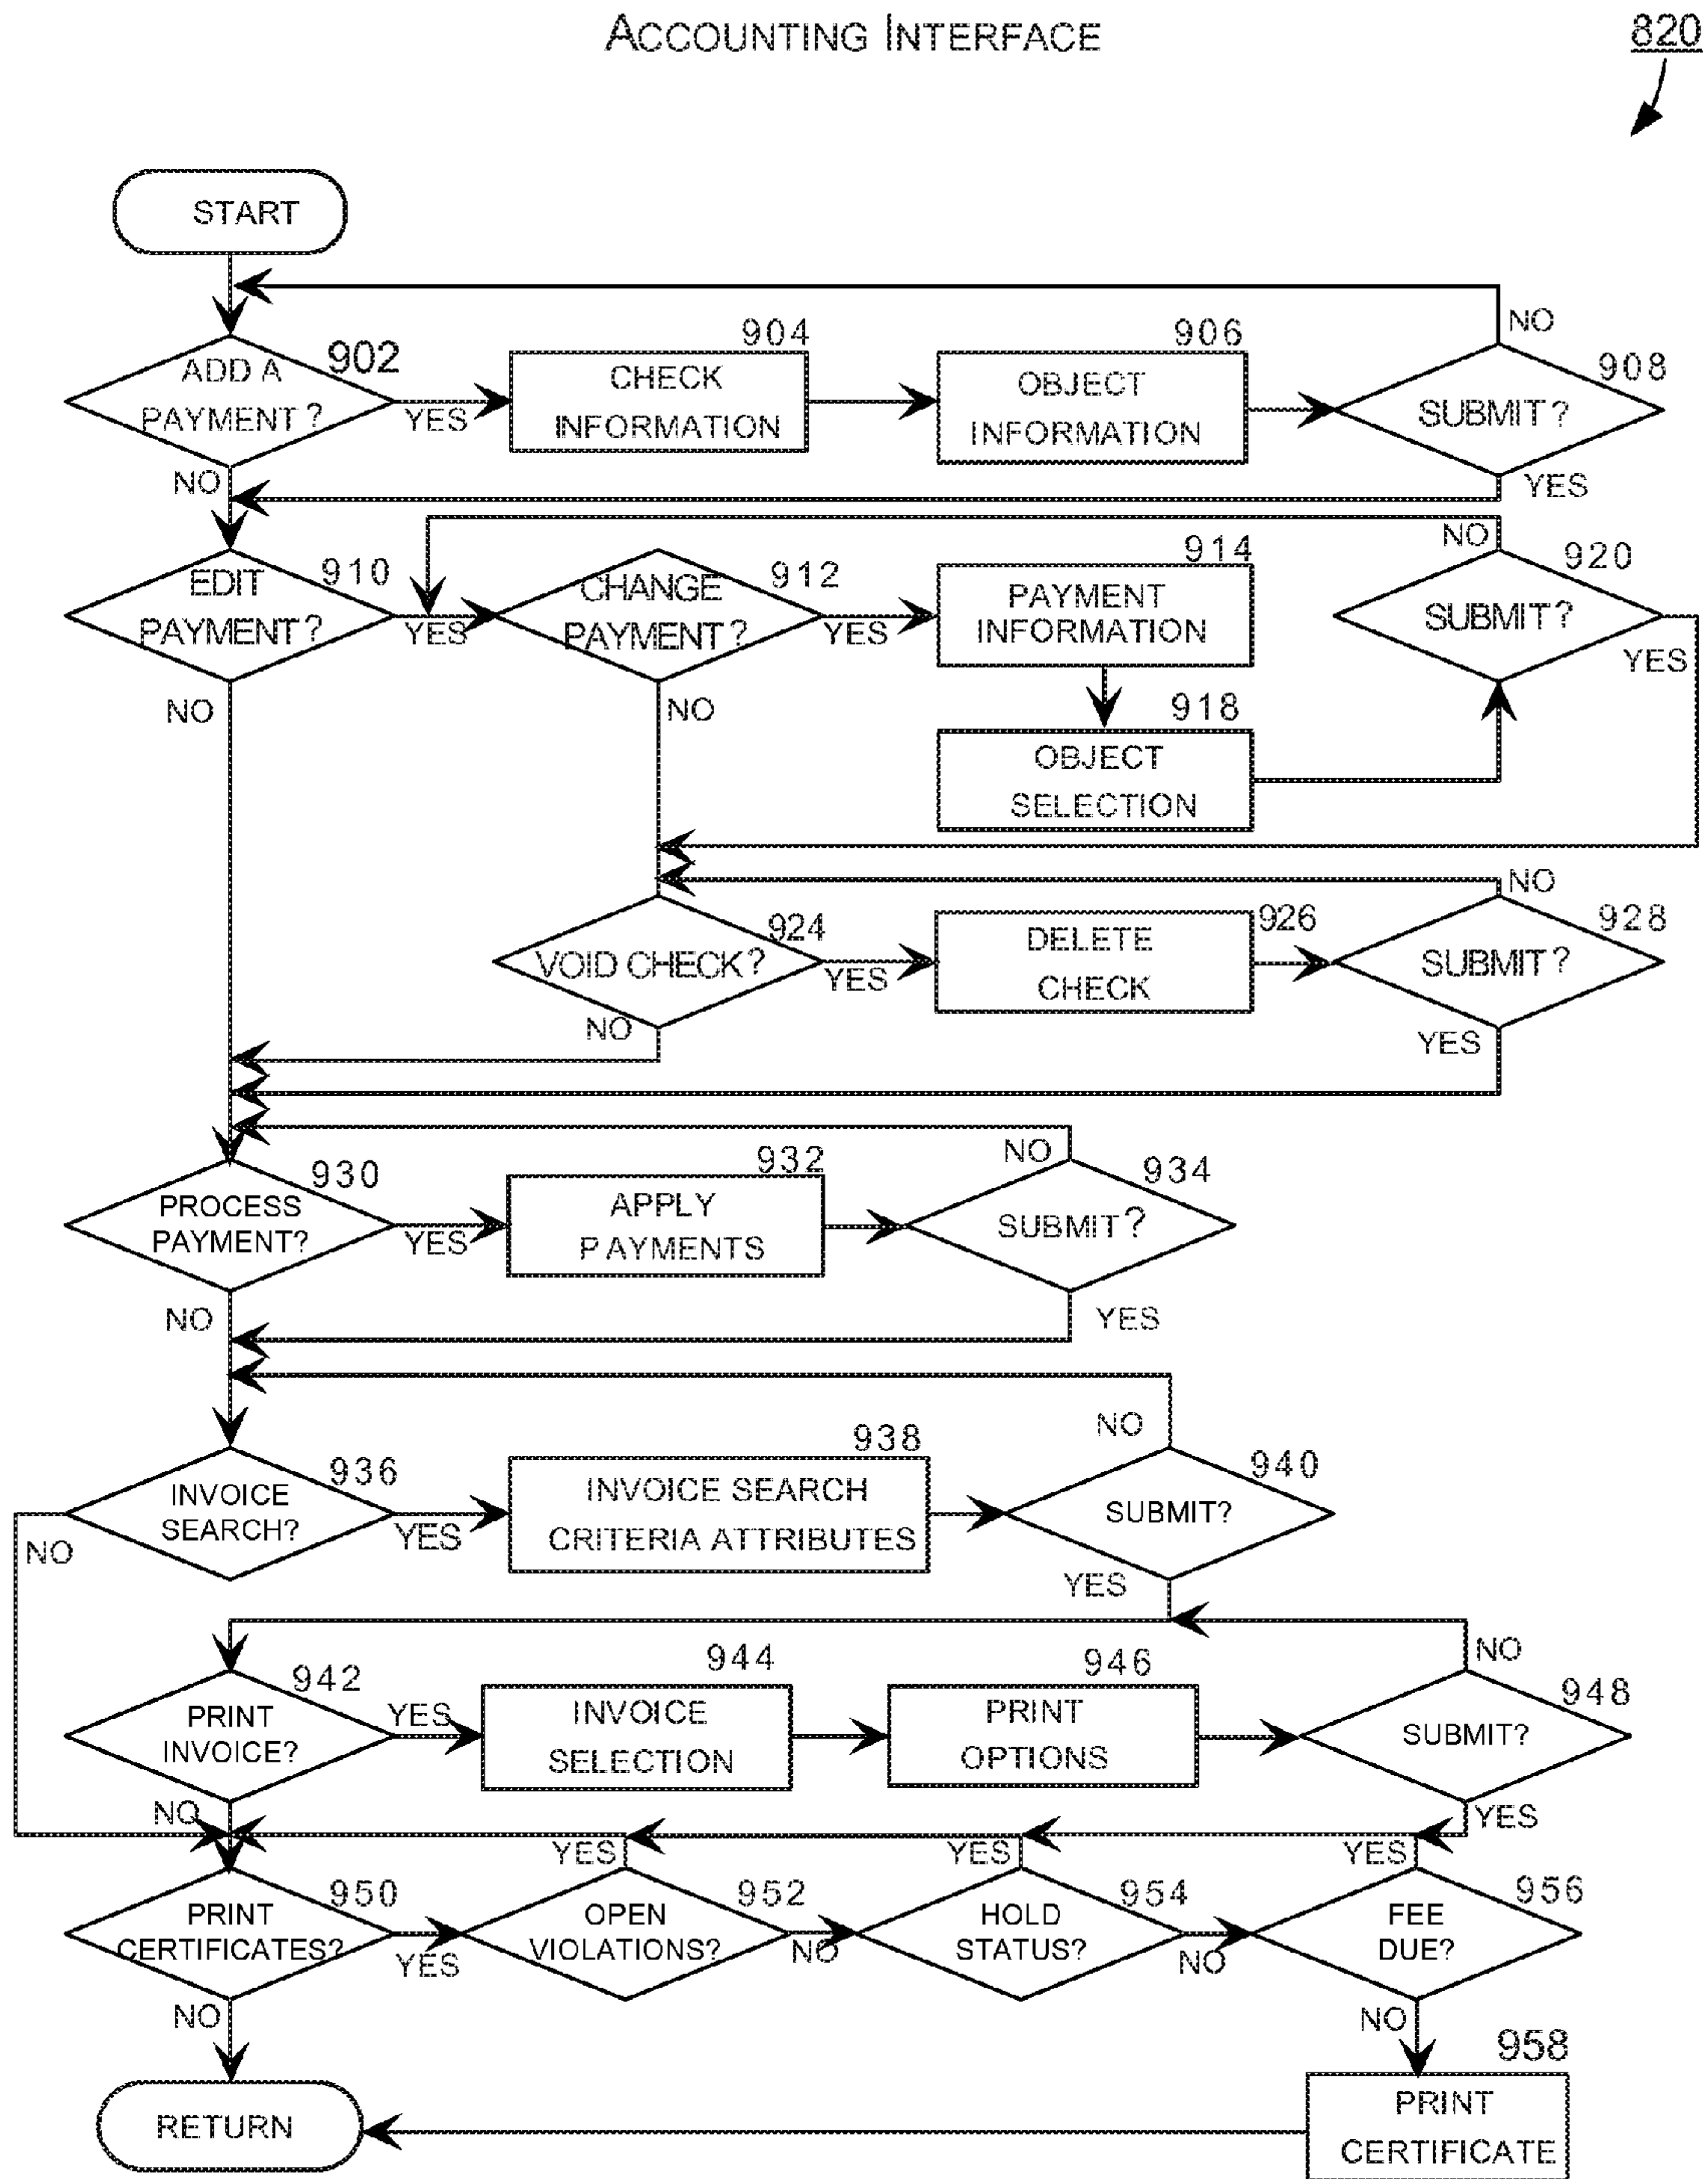 ACCOUNTING INTERFACE
820
START
NO
ADD A
PAYMENT?
902
YES
904
CHECK
INFORMATION
906
OBJECT
INFORMATION
908
SUBMIT?
NO
YES
EDIT
PAYMENT?
910
YES
CHANGE
PAYMENT?
912
YES
914
PAYMENT
INFORMATION
NO
920
SUBMIT?
YES
NO
NO
918
OBJECT
SELECTION
NO
VOID CHECK?
924
YES
DELETE
CHECK
926
928
SUBMIT?
NO
YES
PROCESS
PAYMENT?
930
YES
932
APPLY
PAYMENTS
NO
934
SUBMIT?
NO
YES
INVOICE
SEARCH?
936
YES
NO
938
INVOICE SEARCH
CRITERIA ATTRIBUTES
NO
940
SUBMIT?
YES
PRINT
INVOICE?
942
YES
944
INVOICE
SELECTION
946
PRINT
OPTIONS
NO
948
SUBMIT?
YES
NO
YES
YES
YES
PRINT
CERTIFICATES?
950
YES
OPEN
VIOLATIONS?
952
NO
HOLD
STATUS?
954
NO
FEE
DUE?
956
NO
NO
958
PRINT
CERTIFICATE
RETURN